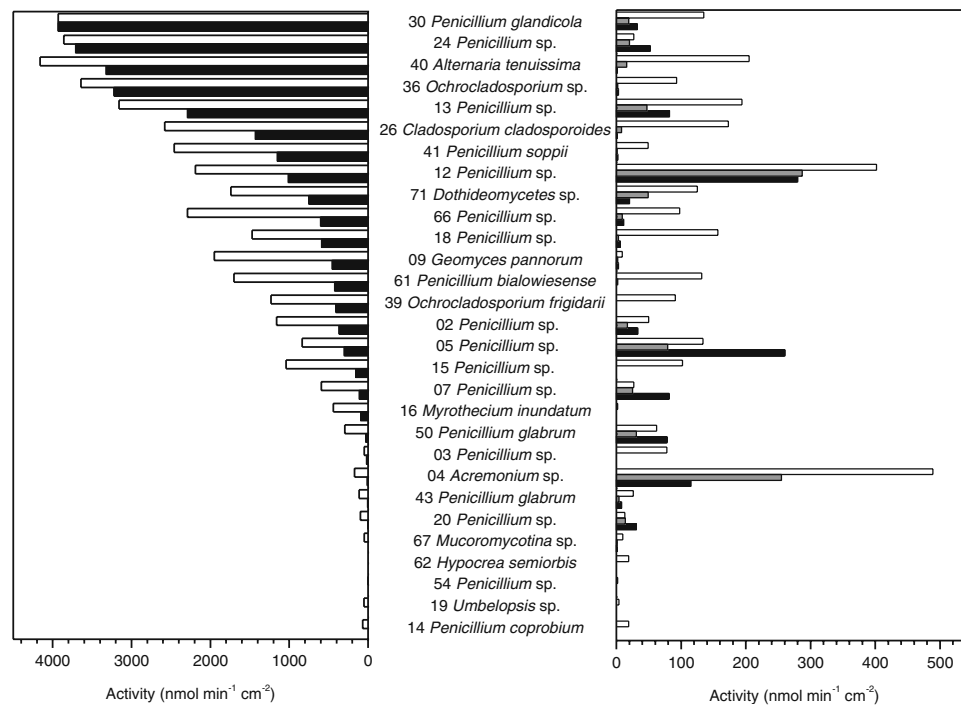 30 Penicillium glandicola
24 Penicillium sp.
40 Alternaria tenuissima
36 Ochrocladosporium sp.
13 Penicillium sp.
26 Cladosporium cladosporoides
41 Penicillium soppii
12 Penicillium sp.
71 Dothideomycetes sp.
66 Penicillium sp.
18 Penicillium sp.
09 Geomyces pannorum
61 Penicillium bialowiesense
39 Ochrocladosporium frigidarii
02 Penicillium sp.
05 Penicillium sp.
15 Penicillium sp.
07 Penicillium sp.
16 Myrothecium inundatum
50 Penicillium glabrum
03 Penicillium sp.
04 Acremonium sp.
43 Penicillium glabrum
20 Penicillium sp.
67 Mucoromycotina sp.
62 Hypocrea semiorbis
54 Penicillium sp.
19 Umbelopsis sp.
14 Penicillium coprobium
4000 3000 2000 1000 0
Activity (nmol min⁻¹ cm⁻²)
0 100 200 300 400 500
Activity (nmol min⁻¹ cm⁻²)